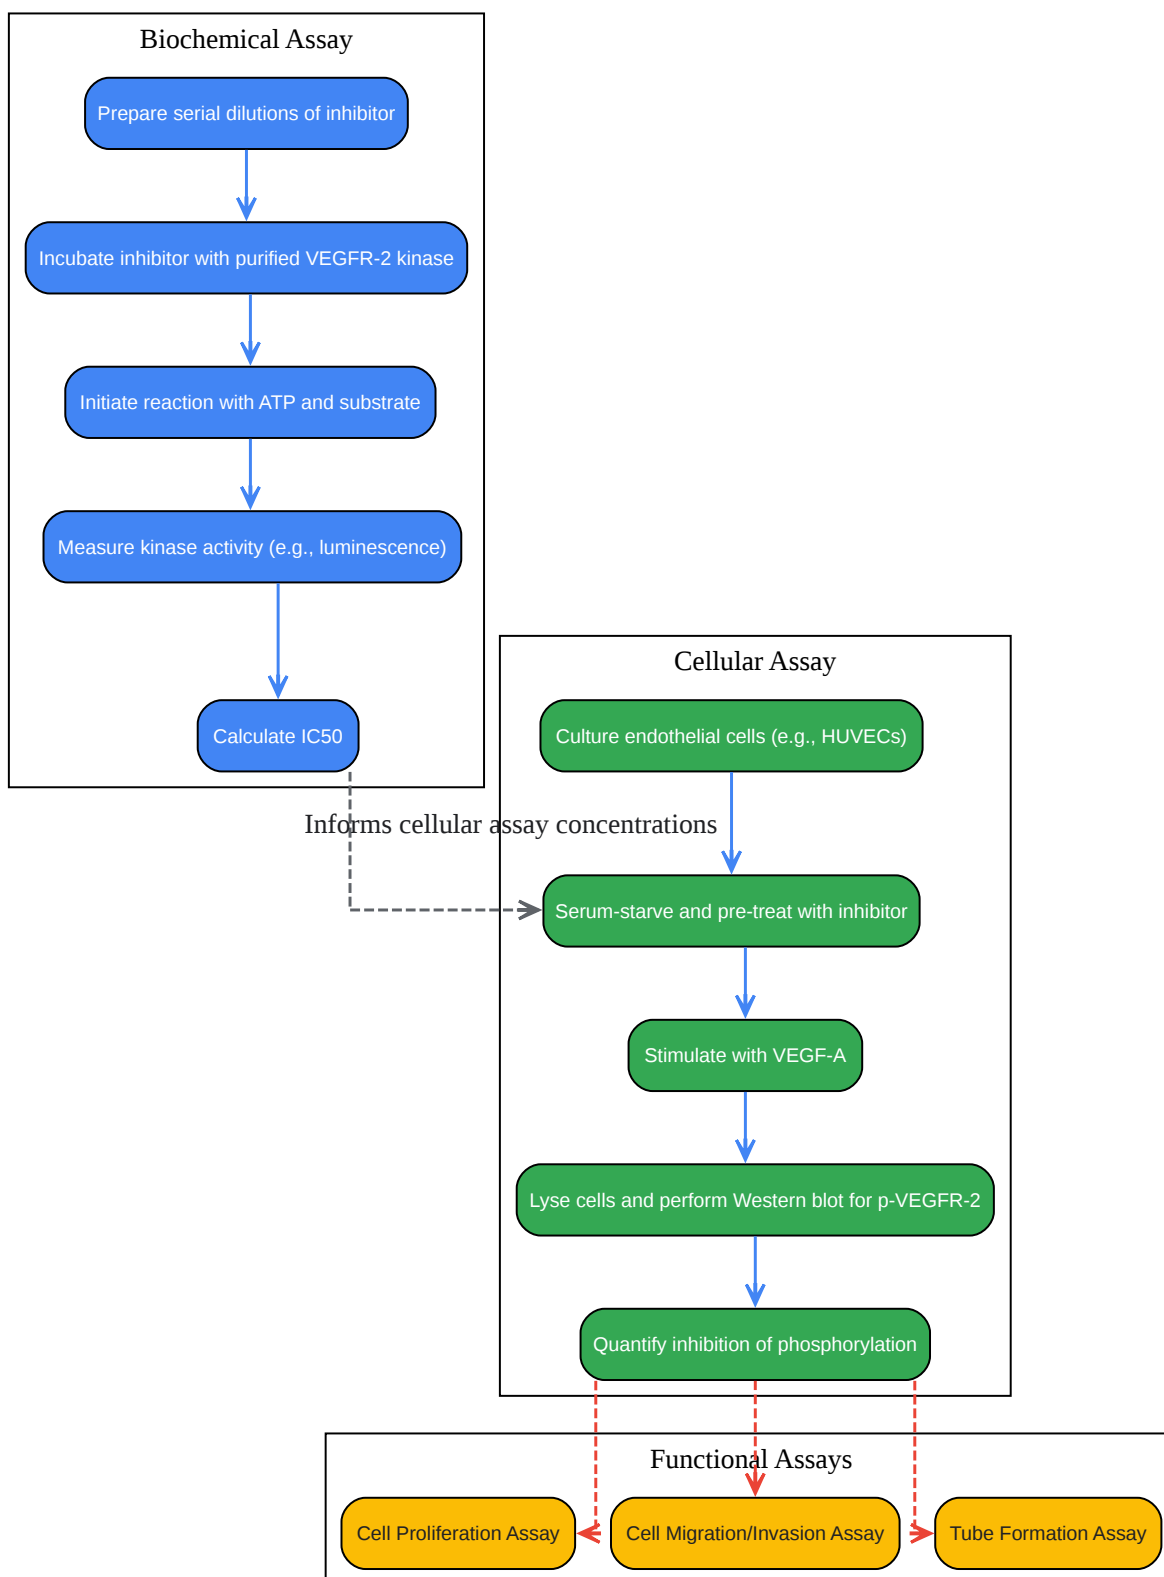 Biochemical Assay
Prepare serial dilutions of inhibitor
Incubate inhibitor with purified VEGFR-2 kinase
Initiate reaction with ATP and substrate
Measure kinase activity (e.g., luminescence)
Calculate IC50
Informs cellular assay concentrations
Cellular Assay
Culture endothelial cells (e.g., HUVECs)
Serum-starve and pre-treat with inhibitor
Stimulate with VEGF-A
Lyse cells and perform Western blot for p-VEGFR-2
Quantify inhibition of phosphorylation
Functional Assays
Cell Proliferation Assay
Cell Migration/Invasion Assay
Tube Formation Assay